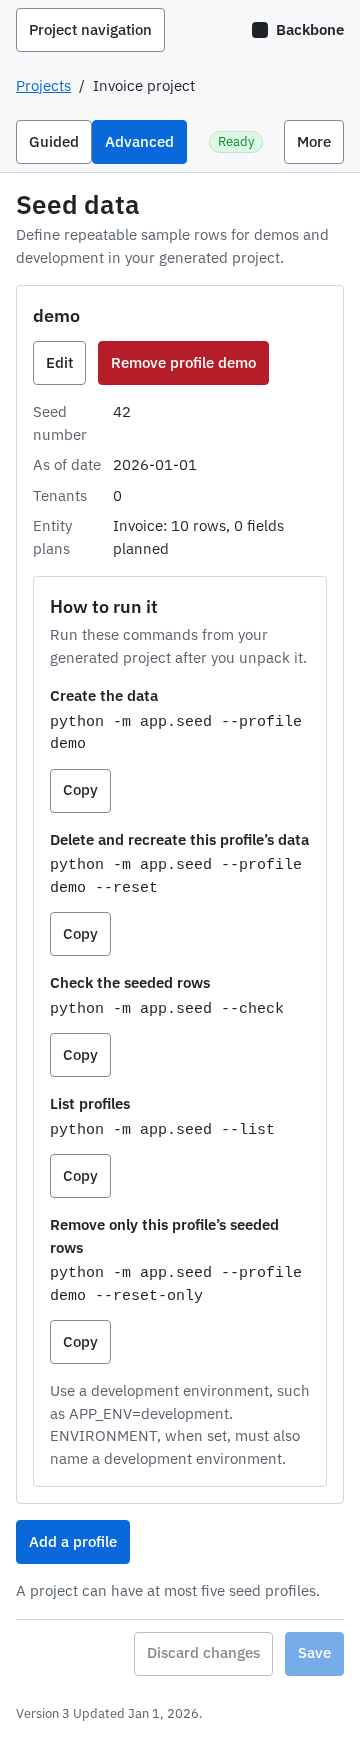 Project navigation
Backbone
Projects / Invoice project
Guided
Advanced
Ready
More
Seed data
Define repeatable sample rows for demos and
development in your generated project.
demo
Edit
Remove profile demo
Seed number
42
As of date
2026-01-01
Tenants
0
Entity plans
Invoice: 10 rows, 0 fields
planned
How to run it
Run these commands from your
generated project after you unpack it.
Create the data
python -m app.seed --profile
demo
Copy
Delete and recreate this profile’s data
python -m app.seed --profile
demo --reset
Copy
Check the seeded rows
python -m app.seed --check
Copy
List profiles
python -m app.seed --list
Copy
Remove only this profile’s seeded
rows
python -m app.seed --profile
demo --reset-only
Copy
Use a development environment, such
as APP_ENV=development.
ENVIRONMENT, when set, must also
name a development environment.
Add a profile
A project can have at most five seed profiles.
Discard changes
Save
Version 3 Updated Jan 1, 2026.